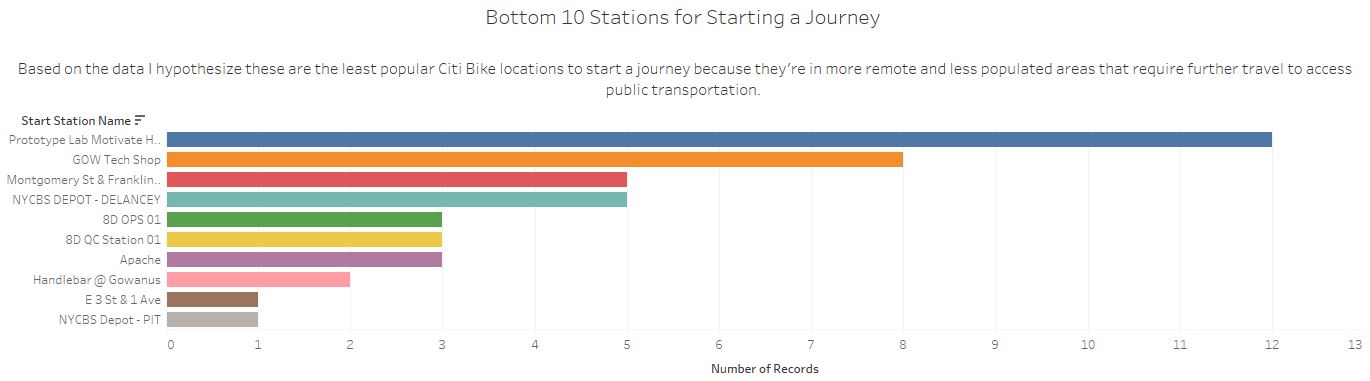 Bottom 10 Stations for Starting a Journey
Based on the data I hypothesize these are the least popular Citi Bike locations to start a journey because they're in more remote and less populated areas that require further travel to access
public transportation.
Start Station Name
Prototype Lab Motivate H..
GOW Tech Shop
Montgomery St & Franklin..
NYCBS DEPOT - DELANCEY
8D OPS 01
8D QC Station 01
Apache
Handlebar @ Gowanus
E 3 St & 1 Ave
NYCBS Depot - PIT
0 1 2 3 4 5 6 7 8 9 10 11 12 13
Number of Records